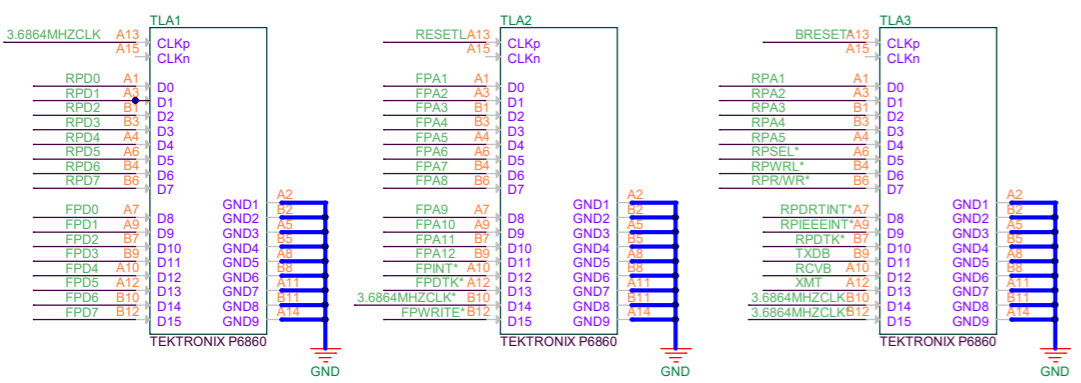 TLA1 TLA2 TLA3
3.6864MHZCLK A13 CLKp RESETL A13 CLKp BRESET* A13 CLKp
A15 CLKn A15 CLKn A15 CLKn
RPD0 A1 D0 FPA1 A1 D0 RPA1 A1 D0
RPD1 A3 D1 FPA2 A3 D1 RPA2 A3 D1
RPD2 B1 D2 FPA3 B1 D2 RPA3 B1 D2
RPD3 B3 D3 FPA4 B3 D3 RPA4 B3 D3
RPD4 A4 D4 FPA5 A4 D4 RPA5 A4 D4
RPD5 A6 D5 FPA6 A6 D5 RPSEL* A6 D5
RPD6 B4 D6 FPA7 B4 D6 RPWRL* B4 D6
RPD7 B6 D7 FPA8 B6 D7 RPR/WR* B6 D7
GND1 A2 GND1 A2 GND1 A2
FPD0 A7 D8 GND2 B2 FPA9 A7 D8 GND2 B2 RPDRTINT* A7 D8 GND2 B2
FPD1 A9 D9 GND3 A5 FPA10 A9 D9 GND3 A5 RPIEEEINT* A9 D9 GND3 A5
FPD2 B7 D10 GND4 B5 FPA11 B7 D10 GND4 B5 RPDTK* B7 D10 GND4 B5
FPD3 B9 D11 GND5 A8 FPA12 B9 D11 GND5 A8 TXDB B9 D11 GND5 A8
FPD4 A10 D12 GND6 B8 FPINT* A10 D12 GND6 B8 RCVB A10 D12 GND6 B8
FPD5 A12 D13 GND7 A11 FPDTK* A12 D13 GND7 A11 XMT A12 D13 GND7 A11
FPD6 B10 D14 GND8 B11 3.6864MHZCLK* B10 D14 GND8 B11 3.6864MHZCLK B10 D14 GND8 B11
FPD7 B12 D15 GND9 A14 FPWRITE* B12 D15 GND9 A14 3.6864MHZCLK* B12 D15 GND9 A14
TEKTRONIX P6860 TEKTRONIX P6860 TEKTRONIX P6860
GND GND GND